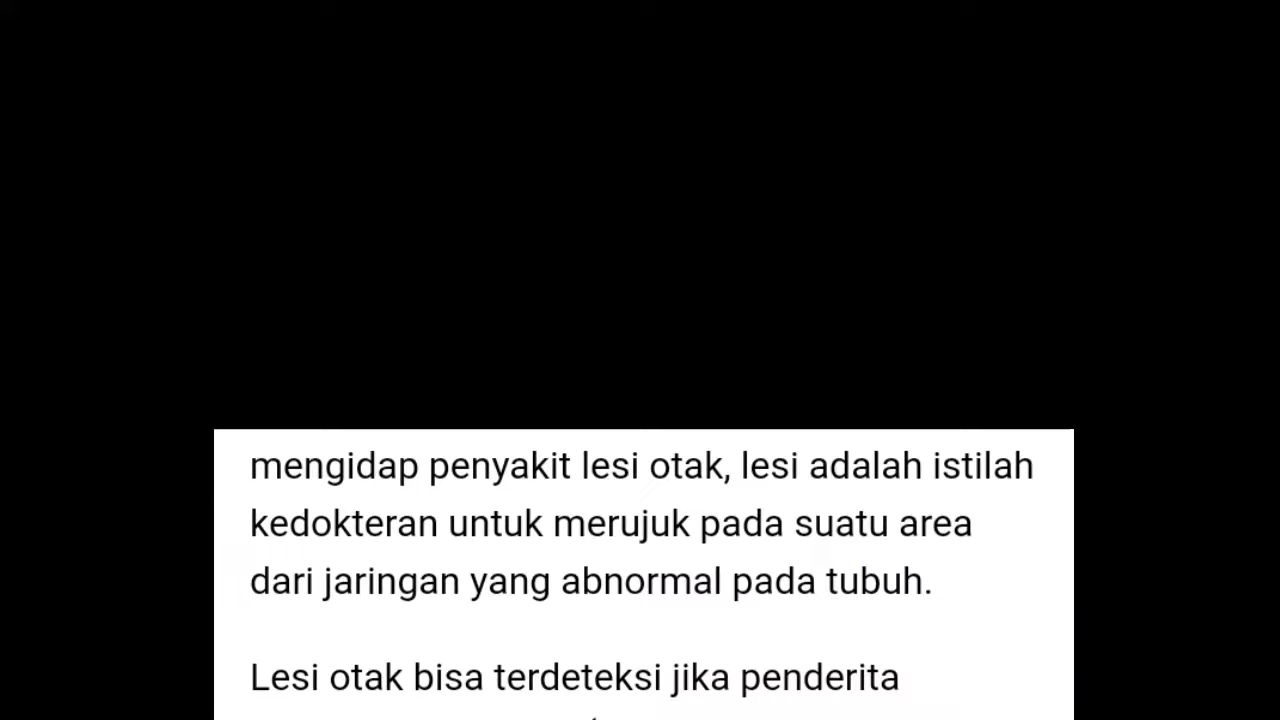 mengidap penyakit lesi otak, lesi adalah istilah
kedokteran untuk merujuk pada suatu area
dari jaringan yang abnormal pada tubuh.
Lesi otak bisa terdeteksi jika penderita